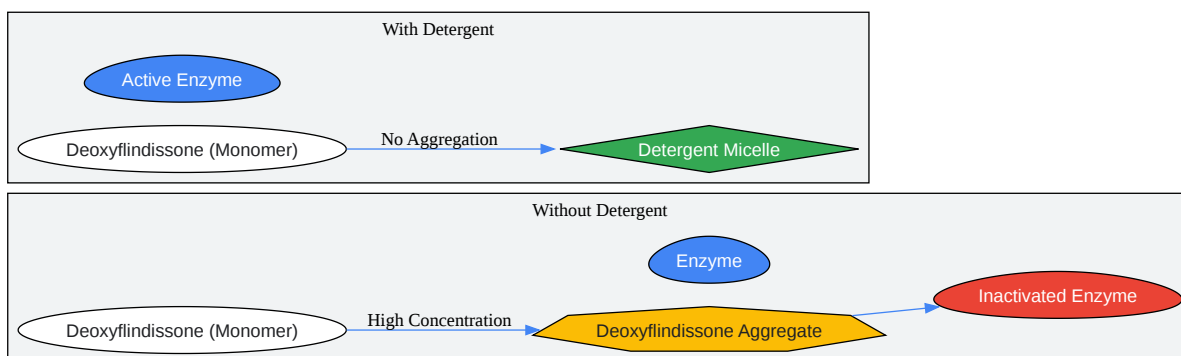 With Detergent
Active Enzyme
Deoxyflindissone (Monomer)
No Aggregation
Detergent Micelle
Without Detergent
Enzyme
Inactivated Enzyme
Deoxyflindissone (Monomer)
High Concentration
Deoxyflindissone Aggregate